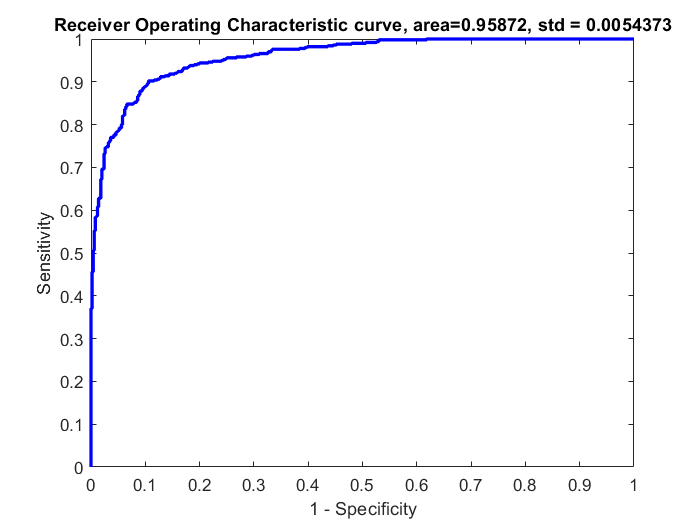 Receiver Operating Characteristic curve, area=0.95872, std = 0.0054373
1
0.9
0.8
0.7
0.6
0.5
0.4
0.3
0.2
0.1
0
Sensitivity
0 0.1 0.2 0.3 0.4 0.5 0.6 0.7 0.8 0.9 1
1 - Specificity